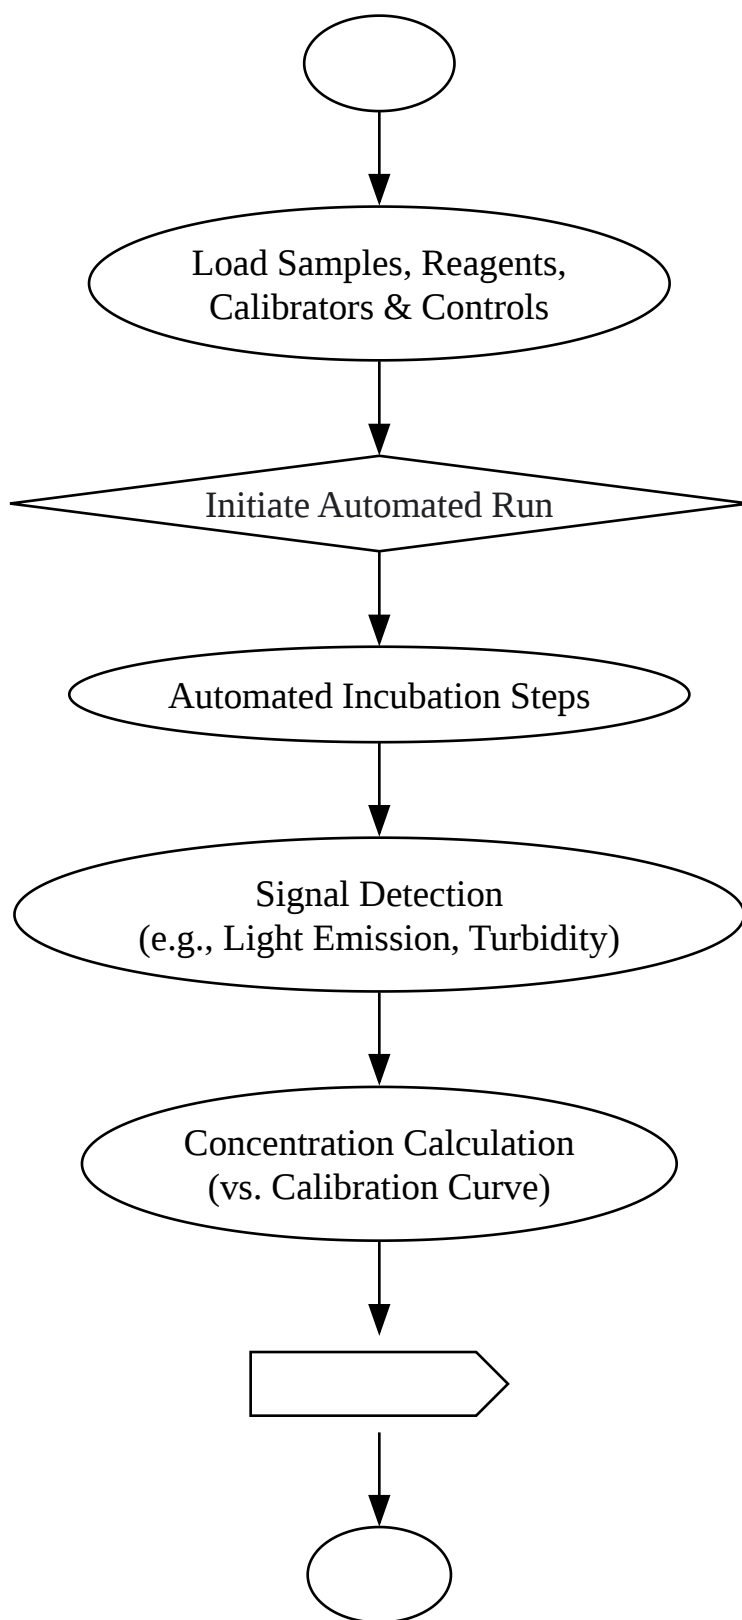 Load Samples, Reagents,
Calibrators & Controls
Initiate Automated Run
Automated Incubation Steps
Signal Detection
(e.g., Light Emission, Turbidity)
Concentration Calculation
(vs. Calibration Curve)